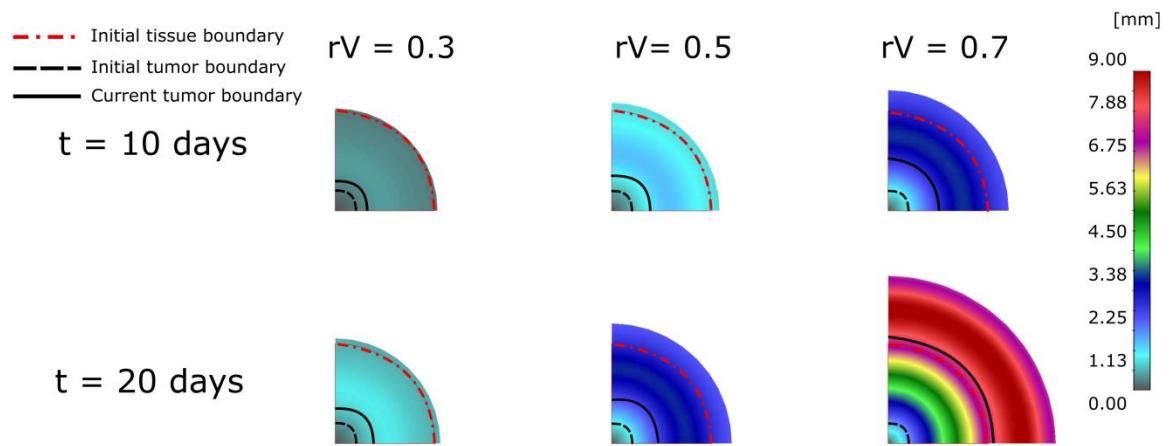 Initial tissue boundary
Initial tumor boundary
Current tumor boundary
rV = 0.3
rV= 0.5
rV = 0.7
[mm]
9.00
7.88
6.75
5.63
4.50
3.38
2.25
1.13
0.00
t = 10 days
t = 20 days